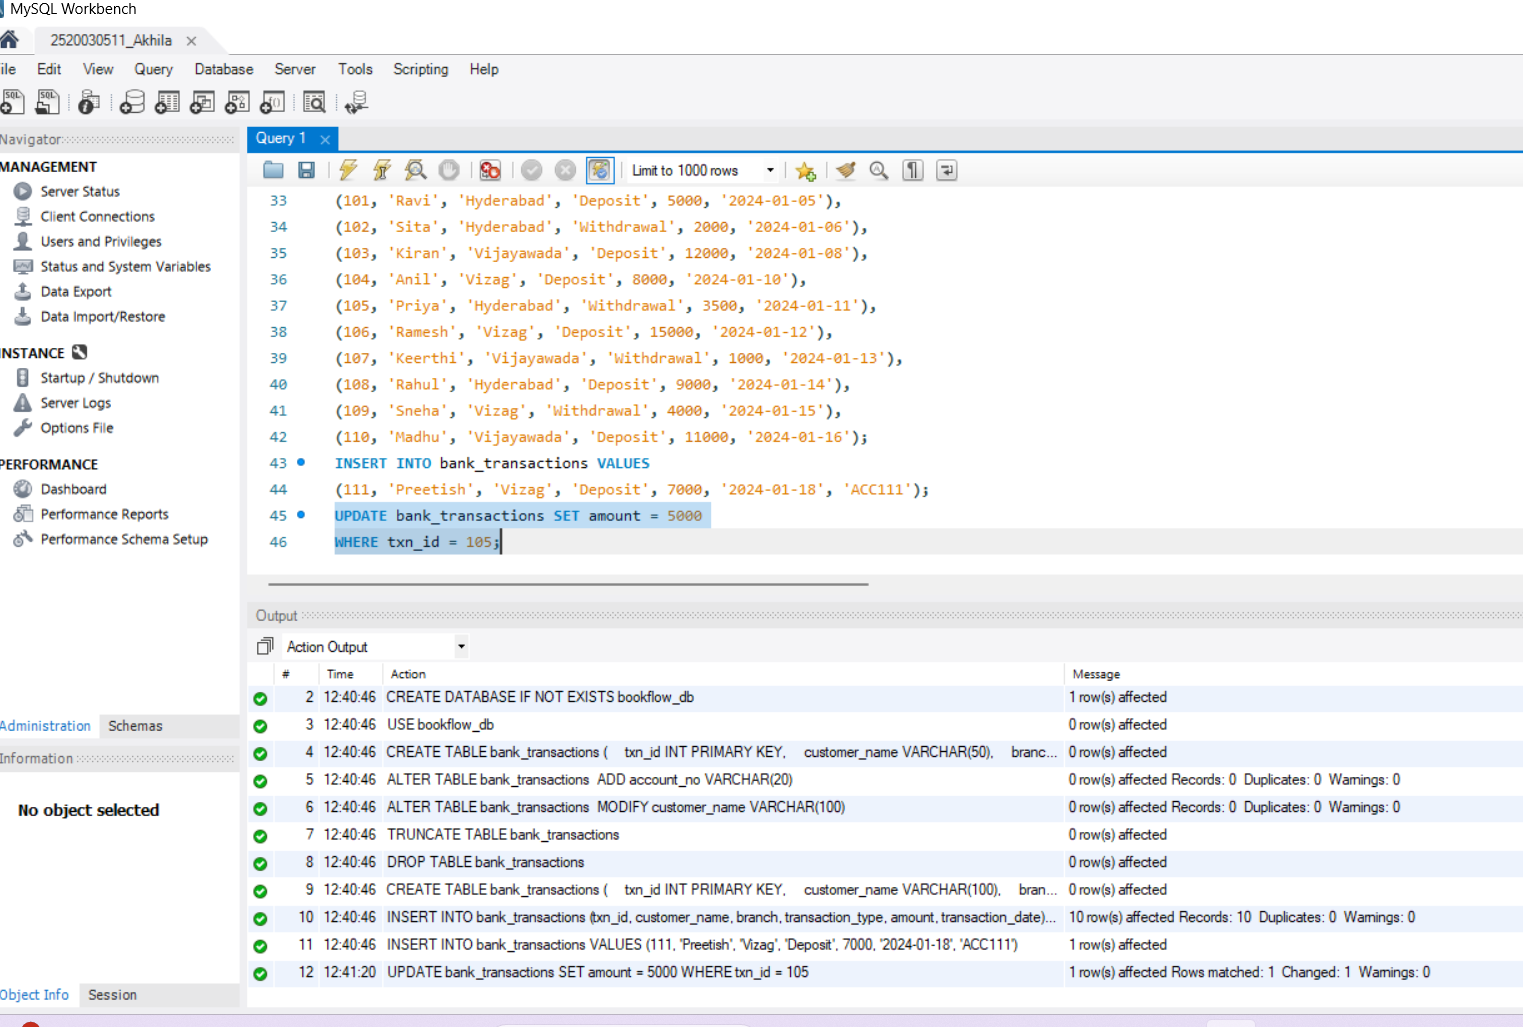 MySQL Workbench
2520030511_Akhila
ile Edit View Query Database Server Tools Scripting Help
Navigator
Query 1
MANAGEMENT
Server Status
Client Connections
Users and Privileges
Status and System Variables
Data Export
Data Import/Restore
INSTANCE
Startup / Shutdown
Server Logs
Options File
PERFORMANCE
Dashboard
Performance Reports
Performance Schema Setup
Administration Schemas
Information
No object selected
Object Info Session
Limit to 1000 rows
33 (101, 'Ravi', 'Hyderabad', 'Deposit', 5000, '2024-01-05'),
34 (102, 'Sita', 'Hyderabad', 'Withdrawal', 2000, '2024-01-06'),
35 (103, 'Kiran', 'Vijayawada', 'Deposit', 12000, '2024-01-08'),
36 (104, 'Anil', 'Vizag', 'Deposit', 8000, '2024-01-10'),
37 (105, 'Priya', 'Hyderabad', 'Withdrawal', 3500, '2024-01-11'),
38 (106, 'Ramesh', 'Vizag', 'Deposit', 15000, '2024-01-12'),
39 (107, 'Keerthi', 'Vijayawada', 'Withdrawal', 1000, '2024-01-13'),
40 (108, 'Rahul', 'Hyderabad', 'Deposit', 9000, '2024-01-14'),
41 (109, 'Sneha', 'Vizag', 'Withdrawal', 4000, '2024-01-15'),
42 (110, 'Madhu', 'Vijayawada', 'Deposit', 11000, '2024-01-16');
43 INSERT INTO bank_transactions VALUES
44 (111, 'Preetish', 'Vizag', 'Deposit', 7000, '2024-01-18', 'ACC111');
45 UPDATE bank_transactions SET amount = 5000
46 WHERE txn_id = 105;
Output
Action Output
# Time Action Message
2 12:40:46 CREATE DATABASE IF NOT EXISTS bookflow_db 1 row(s) affected
3 12:40:46 USE bookflow_db 0 row(s) affected
4 12:40:46 CREATE TABLE bank_transactions ( txn_id INT PRIMARY KEY, customer_name VARCHAR(50), branc... 0 row(s) affected
5 12:40:46 ALTER TABLE bank_transactions ADD account_no VARCHAR(20) 0 row(s) affected Records: 0 Duplicates: 0 Warnings: 0
6 12:40:46 ALTER TABLE bank_transactions MODIFY customer_name VARCHAR(100) 0 row(s) affected Records: 0 Duplicates: 0 Warnings: 0
7 12:40:46 TRUNCATE TABLE bank_transactions 0 row(s) affected
8 12:40:46 DROP TABLE bank_transactions 0 row(s) affected
9 12:40:46 CREATE TABLE bank_transactions ( txn_id INT PRIMARY KEY, customer_name VARCHAR(100), bran... 0 row(s) affected
10 12:40:46 INSERT INTO bank_transactions (txn_id, customer_name, branch, transaction_type, amount, transaction_date)... 10 row(s) affected Records: 10 Duplicates: 0 Warnings: 0
11 12:40:46 INSERT INTO bank_transactions VALUES (111, 'Preetish', 'Vizag', 'Deposit', 7000, '2024-01-18', 'ACC111') 1 row(s) affected
12 12:41:20 UPDATE bank_transactions SET amount = 5000 WHERE txn_id = 105 1 row(s) affected Rows matched: 1 Changed: 1 Warnings: 0